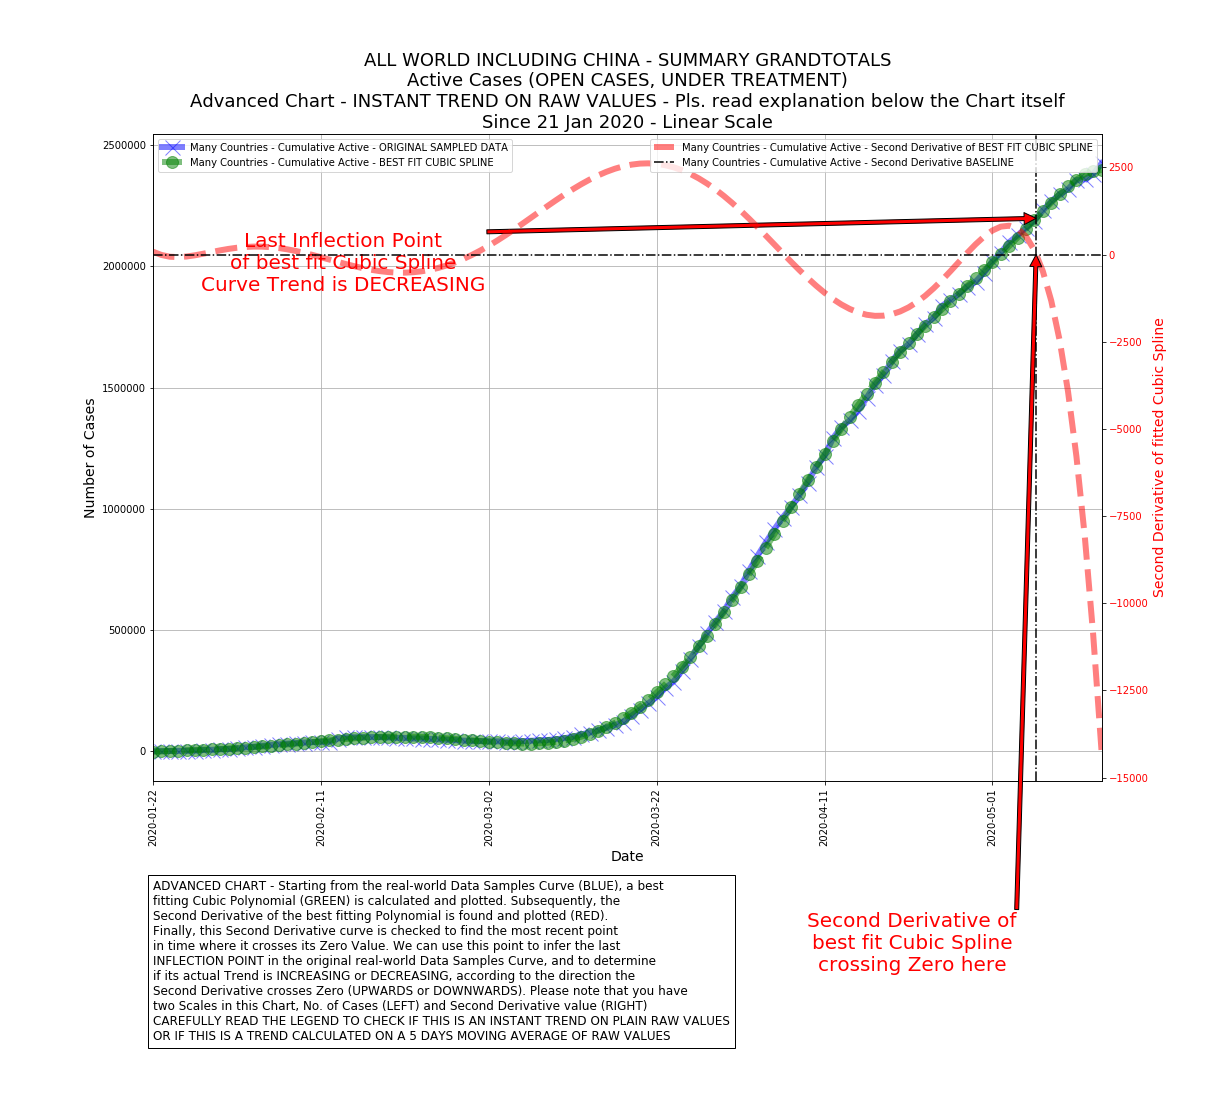 ALL WORLD INCLUDING CHINA - SUMMARY GRANDTOTALS
Active Cases (OPEN CASES, UNDER TREATMENT)
Advanced Chart - INSTANT TREND ON RAW VALUES - Pls. read explanation below the Chart itself
Since 21 Jan 2020 - Linear Scale
Many Countries - Cumulative Active - ORIGINAL SAMPLED DATA
Many Countries - Cumulative Active - BEST FIT CUBIC SPLINE
Many Countries - Cumulative Active - Second Derivative of BEST FIT CUBIC SPLINE
Many Countries - Cumulative Active - Second Derivative BASELINE
Last Inflection Point
of best fit Cubic Spline
Curve Trend is DECREASING
Number of Cases
2500000
2000000
1500000
1000000
500000
0
2500
0
−2500
−5000
−7500
−10000
−12500
−15000
Second Derivative of fitted Cubic Spline
2020-01-22
2020-02-11
2020-03-02
2020-03-22
2020-04-11
2020-05-01
Date
ADVANCED CHART - Starting from the real-world Data Samples Curve (BLUE), a best
fitting Cubic Polynomial (GREEN) is calculated and plotted. Subsequently, the
Second Derivative of the best fitting Polynomial is found and plotted (RED).
Finally, this Second Derivative curve is checked to find the most recent point
in time where it crosses its Zero Value. We can use this point to infer the last
INFLECTION POINT in the original real-world Data Samples Curve, and to determine
if its actual Trend is INCREASING or DECREASING, according to the direction the
Second Derivative crosses Zero (UPWARDS or DOWNWARDS). Please note that you have
two Scales in this Chart, No. of Cases (LEFT) and Second Derivative value (RIGHT)
CAREFULLY READ THE LEGEND TO CHECK IF THIS IS AN INSTANT TREND ON PLAIN RAW VALUES
OR IF THIS IS A TREND CALCULATED ON A 5 DAYS MOVING AVERAGE OF RAW VALUES
Second Derivative of
best fit Cubic Spline
crossing Zero here